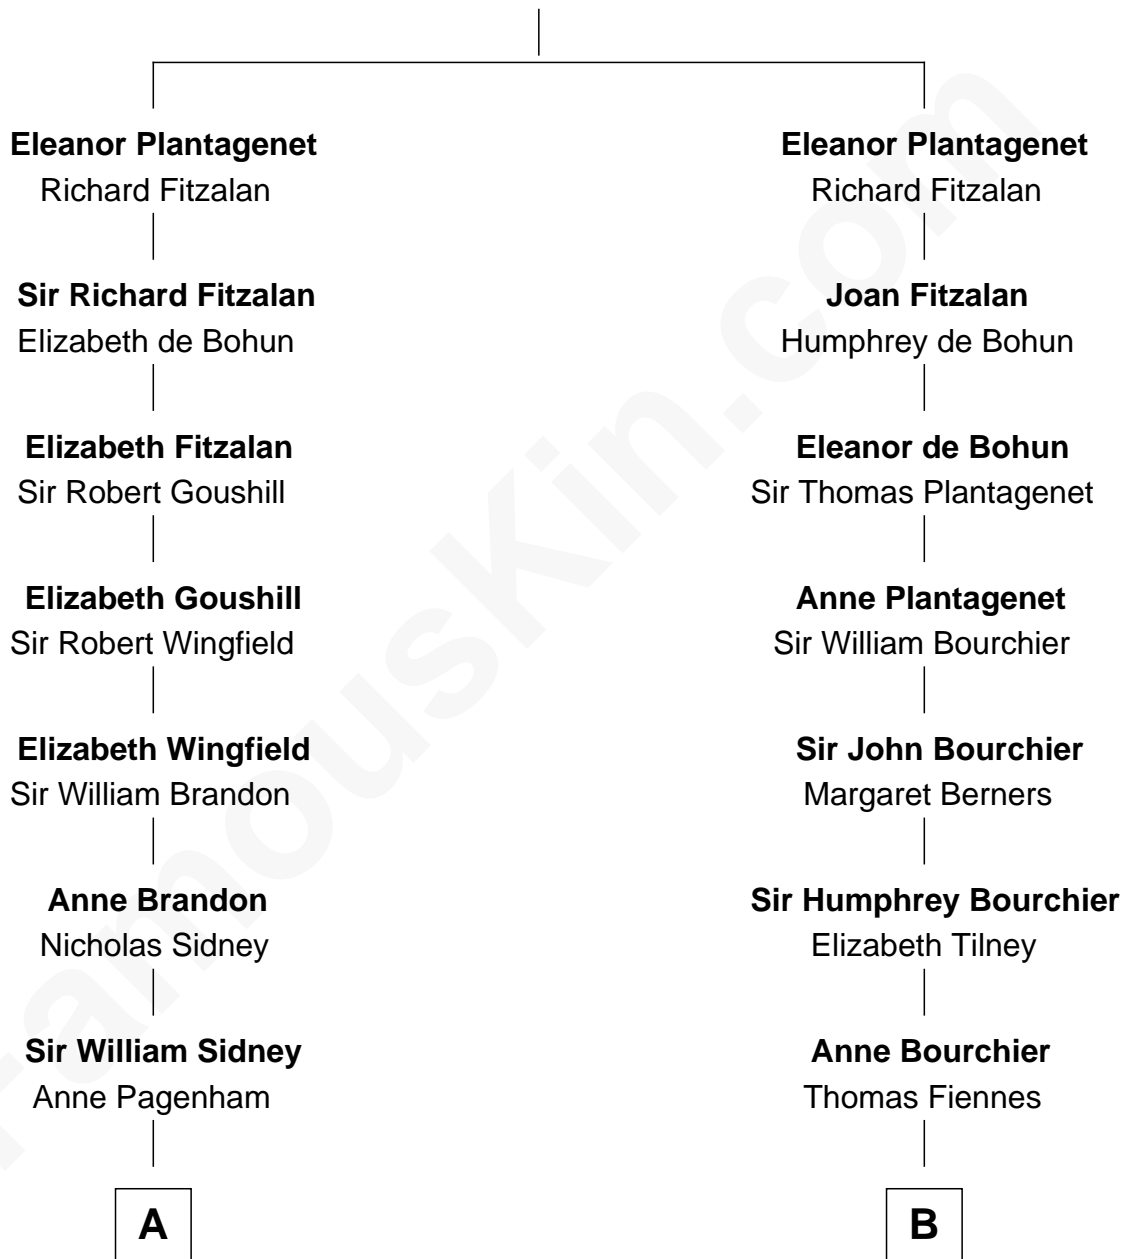 Eleanor Plantagenet
Richard Fitzalan
Sir Richard Fitzalan
Elizabeth de Bohun
Elizabeth Fitzalan
Sir Robert Goushill
Elizabeth Goushill
Sir Robert Wingfield
Elizabeth Wingfield
Sir William Brandon
Anne Brandon
Nicholas Sidney
Sir William Sidney
Anne Pagenham
A
Eleanor Plantagenet
Richard Fitzalan
Joan Fitzalan
Humphrey de Bohun
Eleanor de Bohun
Sir Thomas Plantagenet
Anne Plantagenet
Sir William Bourchier
Sir John Bourchier
Margaret Berners
Sir Humphrey Bourchier
Elizabeth Tilney
Anne Bourchier
Thomas Fiennes
B
FamousKin.com